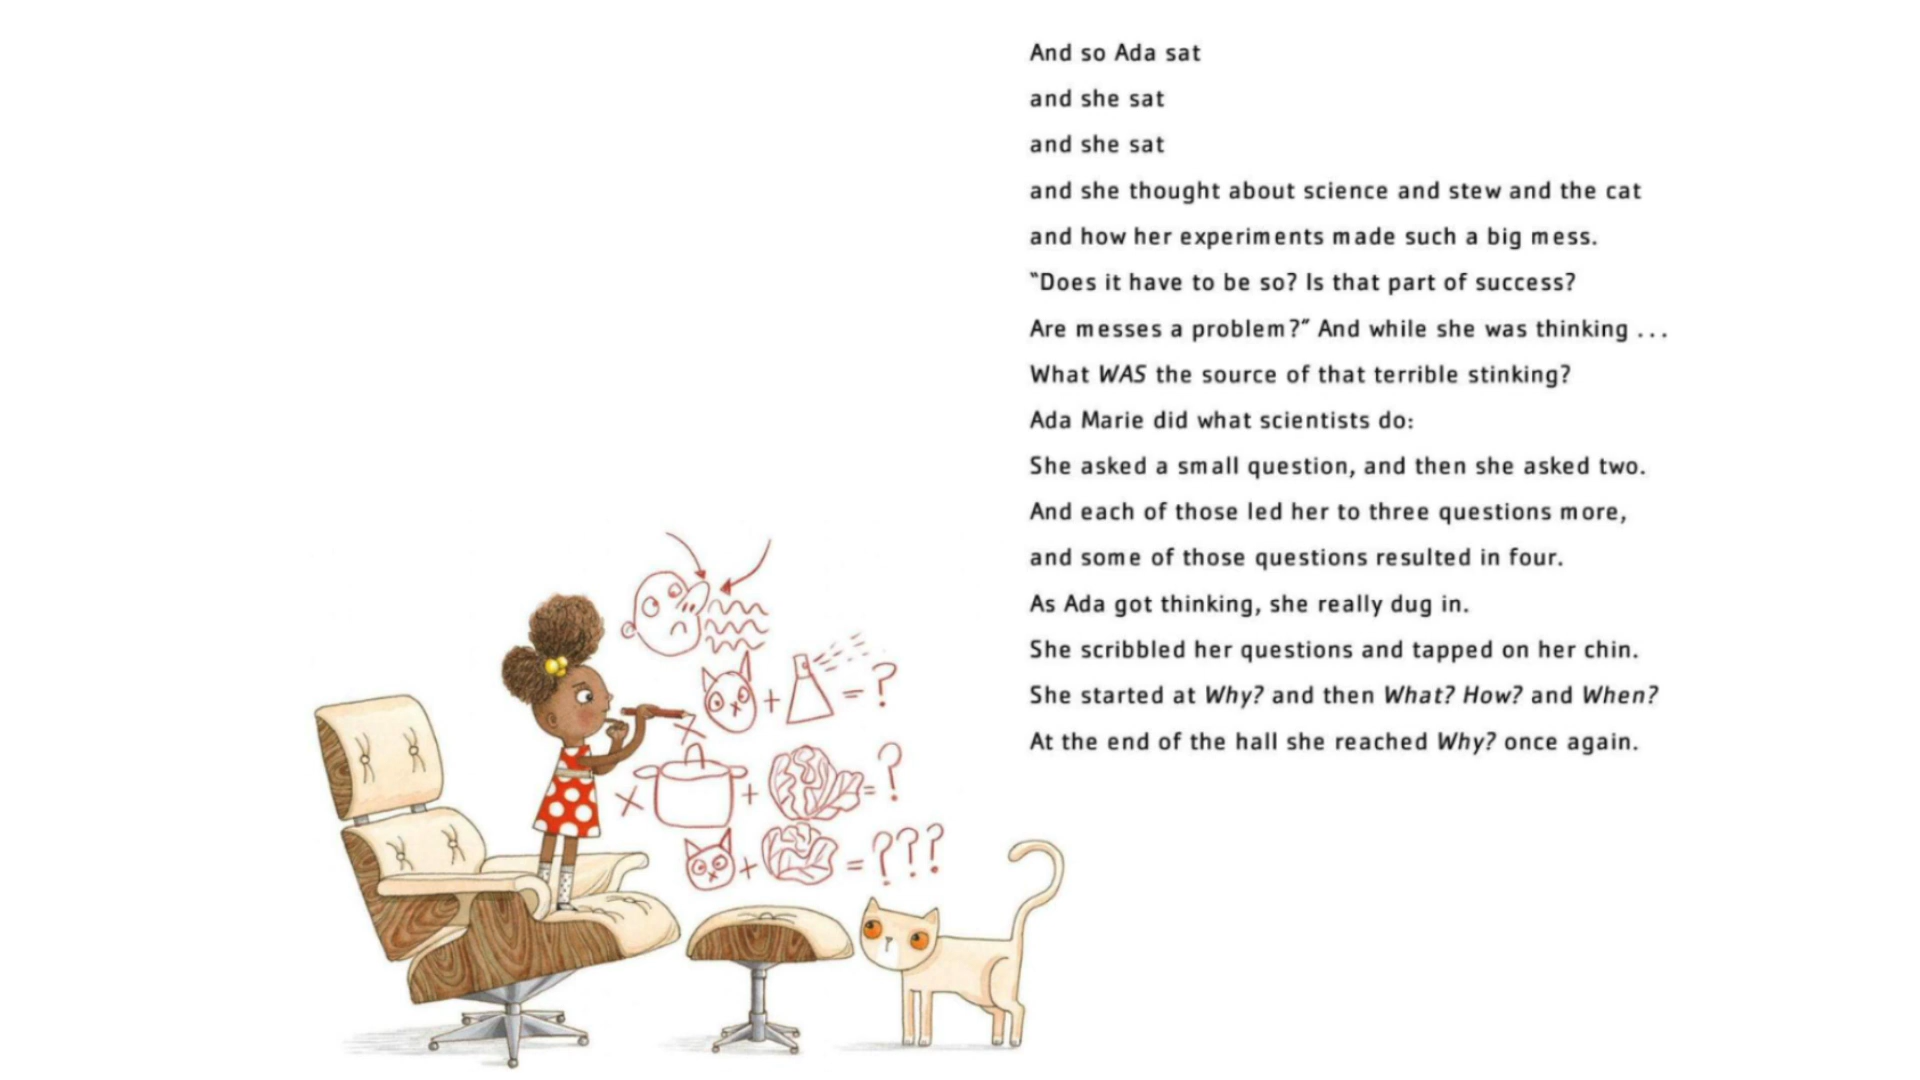 And so Ada sat
and she sat
and she sat
and she thought about science and stew and the cat
and how her experiments made such a big mess.
“Does it have to be so? Is that part of success?
Are messes a problem?” And while she was thinking ...
What WAS the source of that terrible stinking?
Ada Marie did what scientists do:
She asked a small question, and then she asked two.
And each of those led her to three questions more,
and some of those questions resulted in four.
As Ada got thinking, she really dug in.
She scribbled her questions and tapped on her chin.
She started at Why? and then What? How? and When?
At the end of the hall she reached Why? once again.
+ = ?
+ = ?
+ = ???